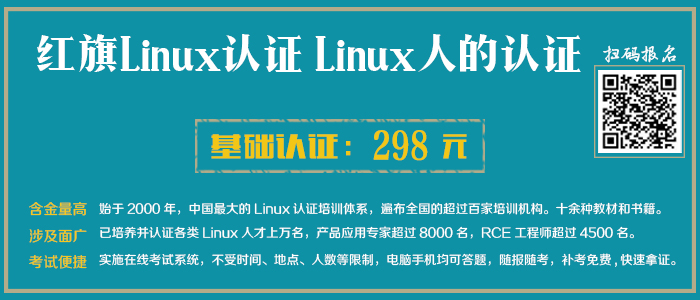 红旗Linux认证 Linux人的认证
扫码报名
基础认证：298 元
含金量高 始于 2000 年，中国最大的 Linux 认证培训体系，遍布全国的超过百家培训机构。十余种教材和书籍。
涉及面广 已培养并认证各类 Linux 人才上万名，产品应用专家超过 8000 名，RCE 工程师超过 4500 名。
考试便捷 实施在线考试系统，不受时间、地点、人数等限制，电脑手机均可答题，随报随考，补考免费,快速拿证。